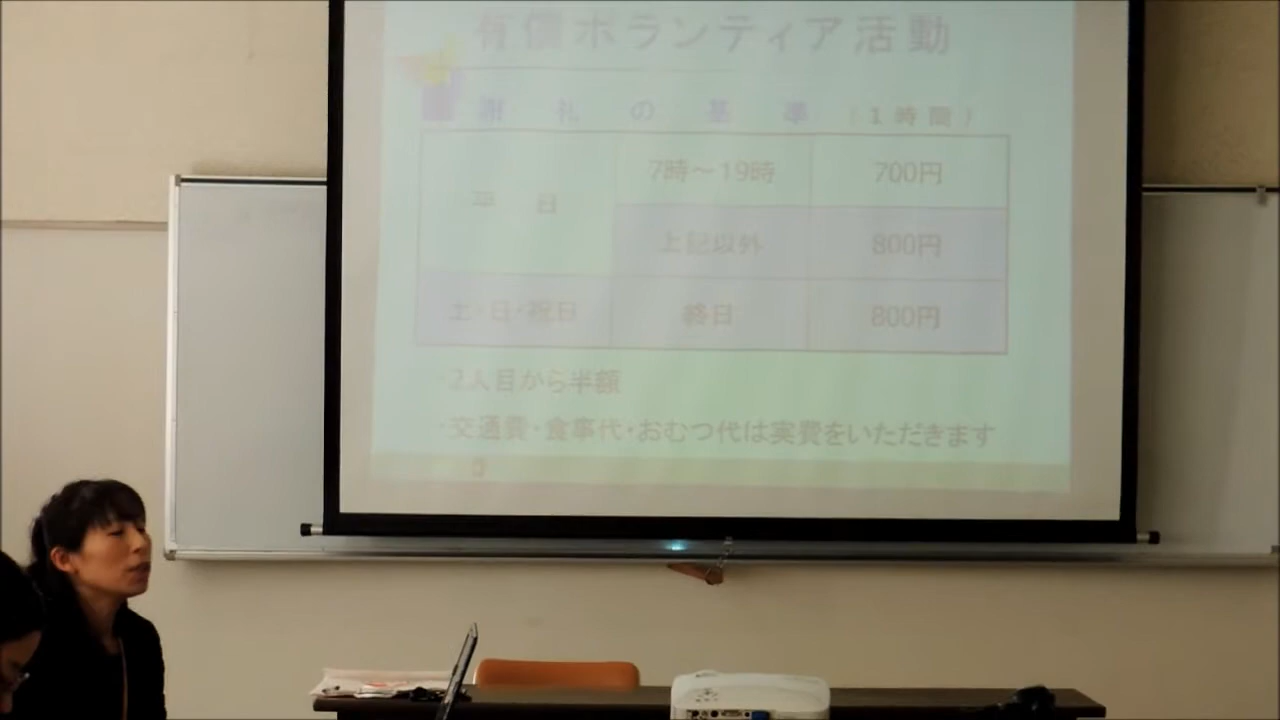 有償ボランティア活動
謝礼の基準 (1時間)
平日 7時～19時 700円
上記以外 800円
土・日・祝日 終日 800円
・2人目から半額
・交通費・食事代・おむつ代は実費をいただきます